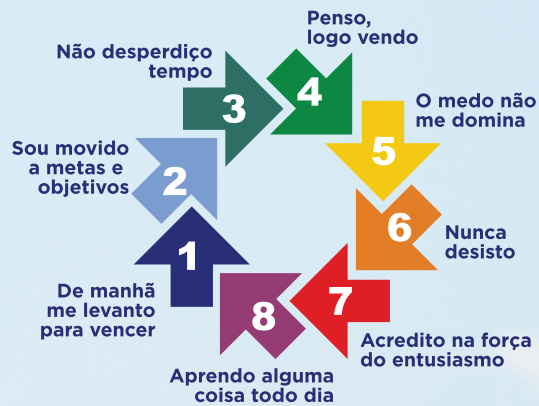 1
De manhã
me levanto
para vencer
2
Sou movido
a metas e
objetivos
3
Não desperdiço
tempo
4
Penso,
logo vendo
5
O medo não
me domina
6
Nunca
desisto
7
Acredito na força
do entusiasmo
8
Aprendo alguma
coisa todo dia